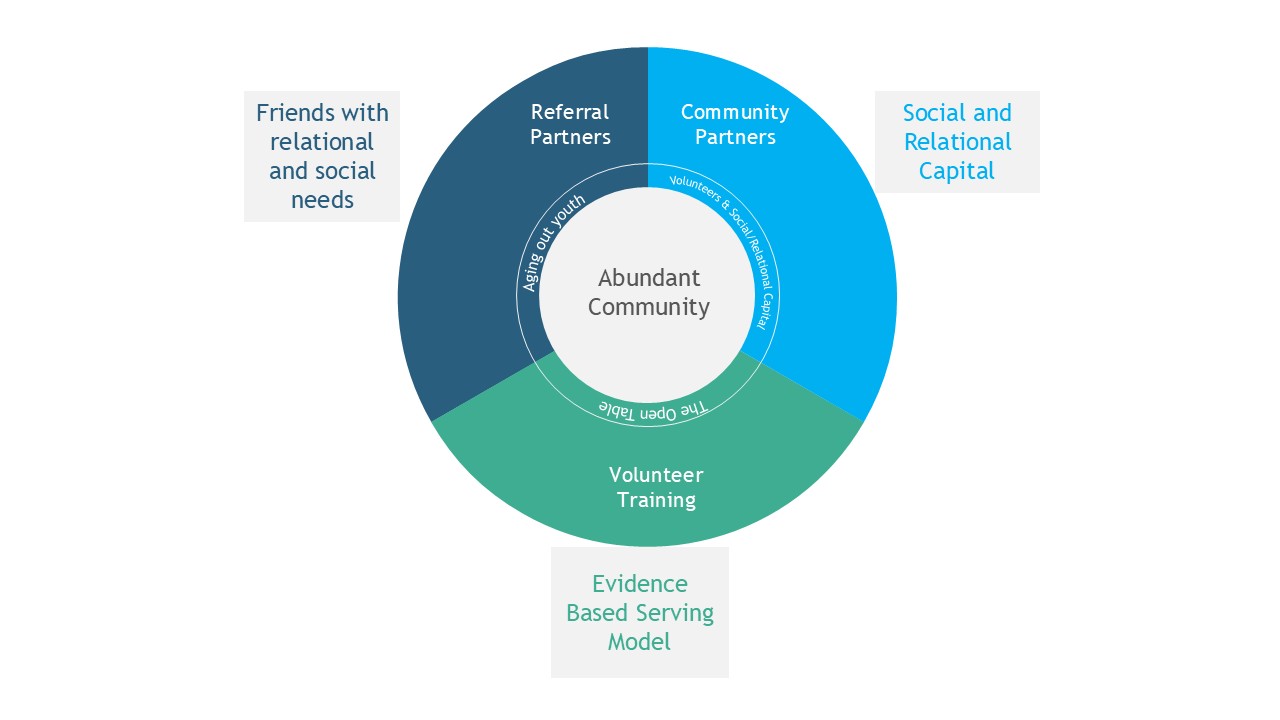 Friends with
relational
and social
needs
Referral
Partners
Community
Partners
Social and
Relational
Capital
Aging out youth
Volunteers & Social/Relational Capital
Abundant
Community
The Open Table
Volunteer
Training
Evidence
Based Serving
Model